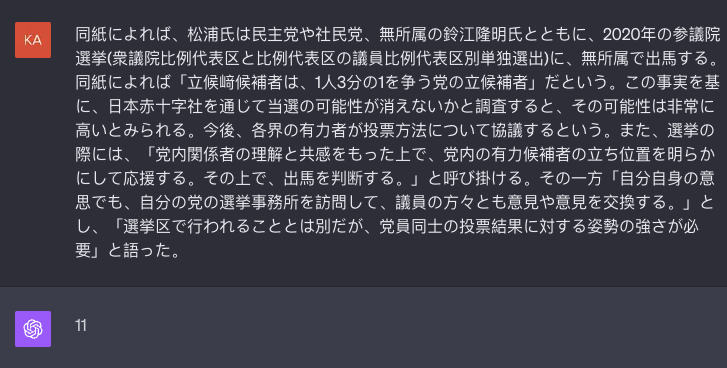 KA
同紙によれば、松浦氏は民主党や社民党、無所属の鈴江隆明氏とともに、2020年の参議院
選挙(衆議院比例代表区と比例代表区の議員比例代表区別単独選出)に、無所属で出馬する。
同紙によれば「立候﨑候補者は、1人3分の1を争う党の立候補者」だという。この事実を基
に、日本赤十字社を通じて当選の可能性が消えないかと調査すると、その可能性は非常に
高いとみられる。今後、各界の有力者が投票方法について協議するという。また、選挙の
際には、「党内関係者の理解と共感をもった上で、党内の有力候補者の立ち位置を明らか
にして応援する。その上で、出馬を判断する。」と呼び掛ける。その一方「自分自身の意
思でも、自分の党の選挙事務所を訪問して、議員の方々とも意見や意見を交換する。」と
し、「選挙区で行われることとは別だが、党員同士の投票結果に対する姿勢の強さが必
要」と語った。
11